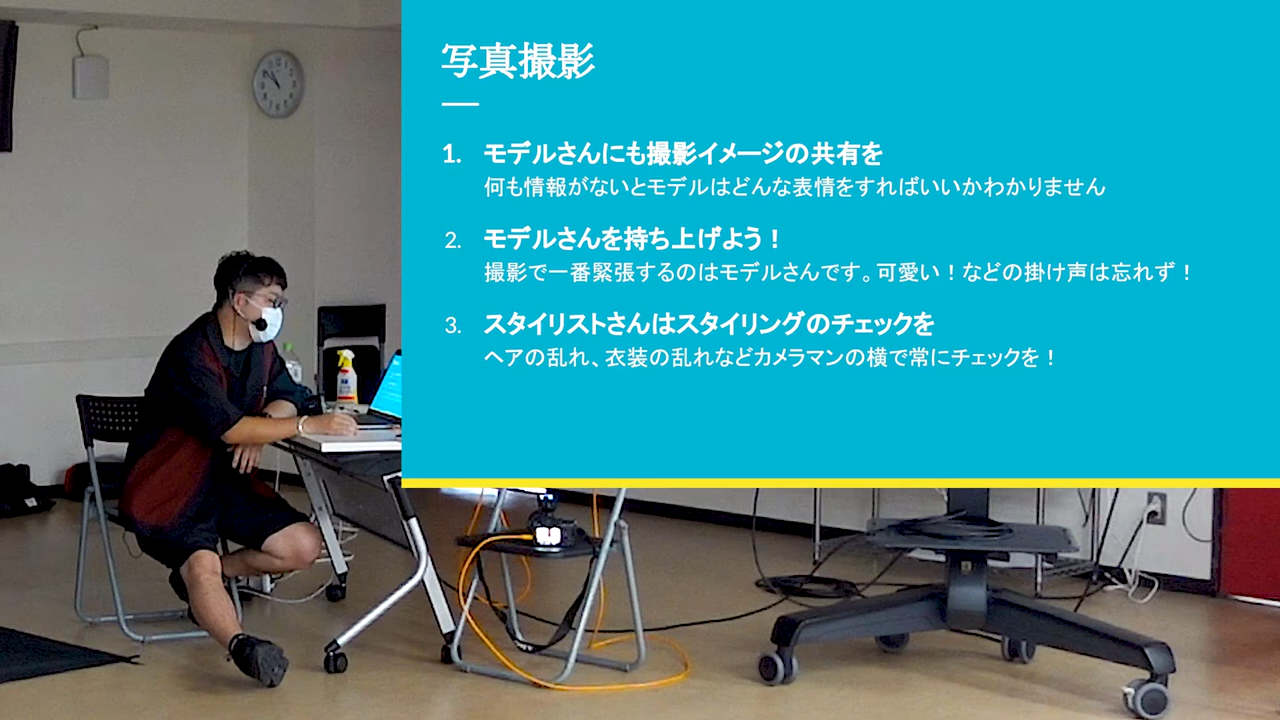 写真撮影
1. モデルさんにも撮影イメージの共有を
何も情報がないとモデルはどんな表情をすればいいかわかりません
2. モデルさんを持ち上げよう！
撮影で一番緊張するのはモデルさんです。可愛い！などの掛け声は忘れず！
3. スタイリストさんはスタイリングのチェックを
ヘアの乱れ、衣装の乱れなどカメラマンの横で常にチェックを！